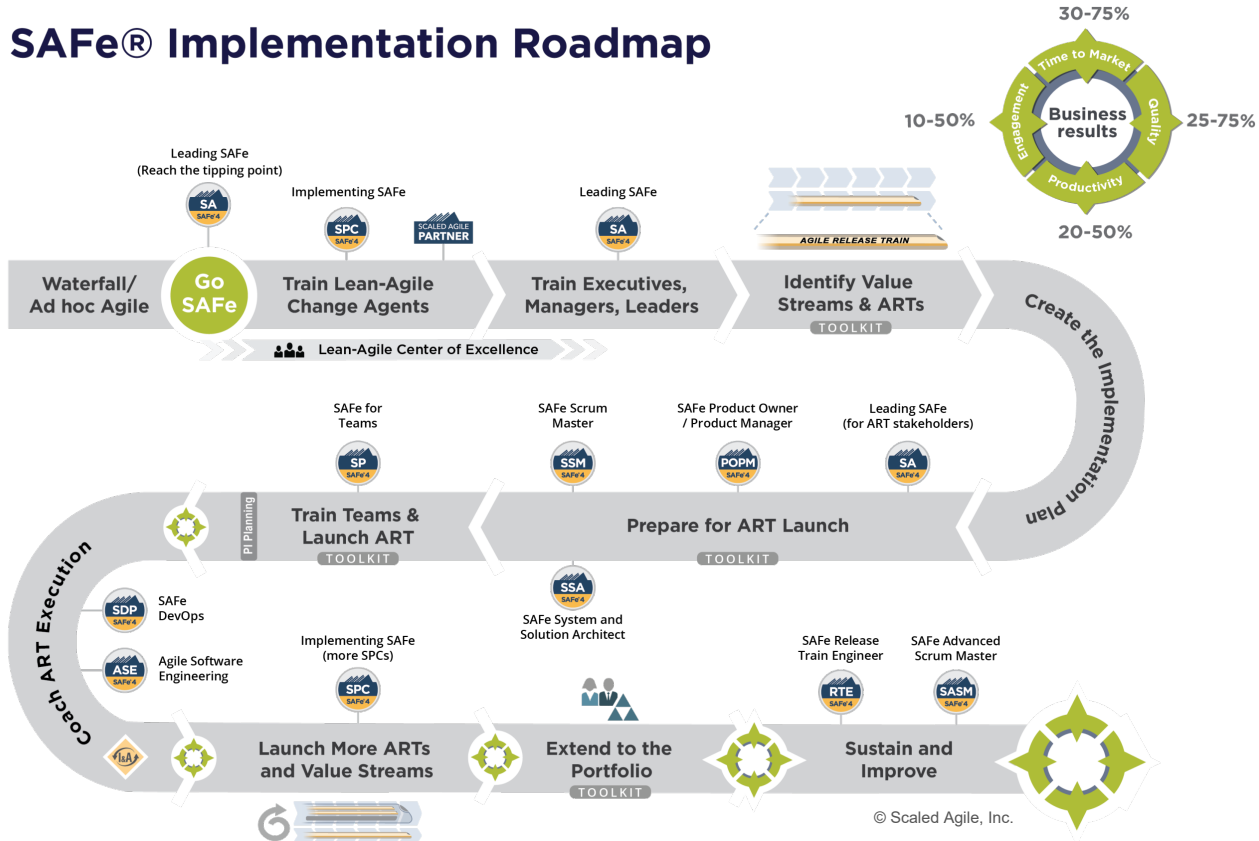 SAFe® Implementation Roadmap
30-75%
Time to Market
10-50%
Engagement
Business
results
Quality
25-75%
Productivity
20-50%
Leading SAFe
(Reach the tipping point)
SA
SAFe®4
Implementing SAFe
SPC
SAFe®4
SCALED AGILE
PARTNER
Leading SAFe
SA
SAFe®4
AGILE RELEASE TRAIN
Waterfall/
Ad hoc Agile
Go
SAFe
Train Lean-Agile
Change Agents
Train Executives,
Managers, Leaders
Identify Value
Streams & ARTs
TOOLKIT
Create the Implementation Plan
Lean-Agile Center of Excellence
SAFe for
Teams
SP
SAFe®4
SAFe Scrum
Master
SSM
SAFe®4
SAFe Product Owner
/ Product Manager
POPM
SAFe®4
Leading SAFe
(for ART stakeholders)
SA
SAFe®4
PI Planning
Train Teams &
Launch ART
TOOLKIT
Prepare for ART Launch
TOOLKIT
SSA
SAFe®4
SAFe System and
Solution Architect
Coach ART Execution
SDP
SAFe®4
SAFe
DevOps
ASE
SAFe®4
Agile Software
Engineering
I&A
Implementing SAFe
(more SPCs)
SPC
SAFe®4
SAFe Release
Train Engineer
RTE
SAFe®4
SAFe Advanced
Scrum Master
SASM
SAFe®4
Launch More ARTs
and Value Streams
Extend to the
Portfolio
TOOLKIT
Sustain and
Improve
© Scaled Agile, Inc.